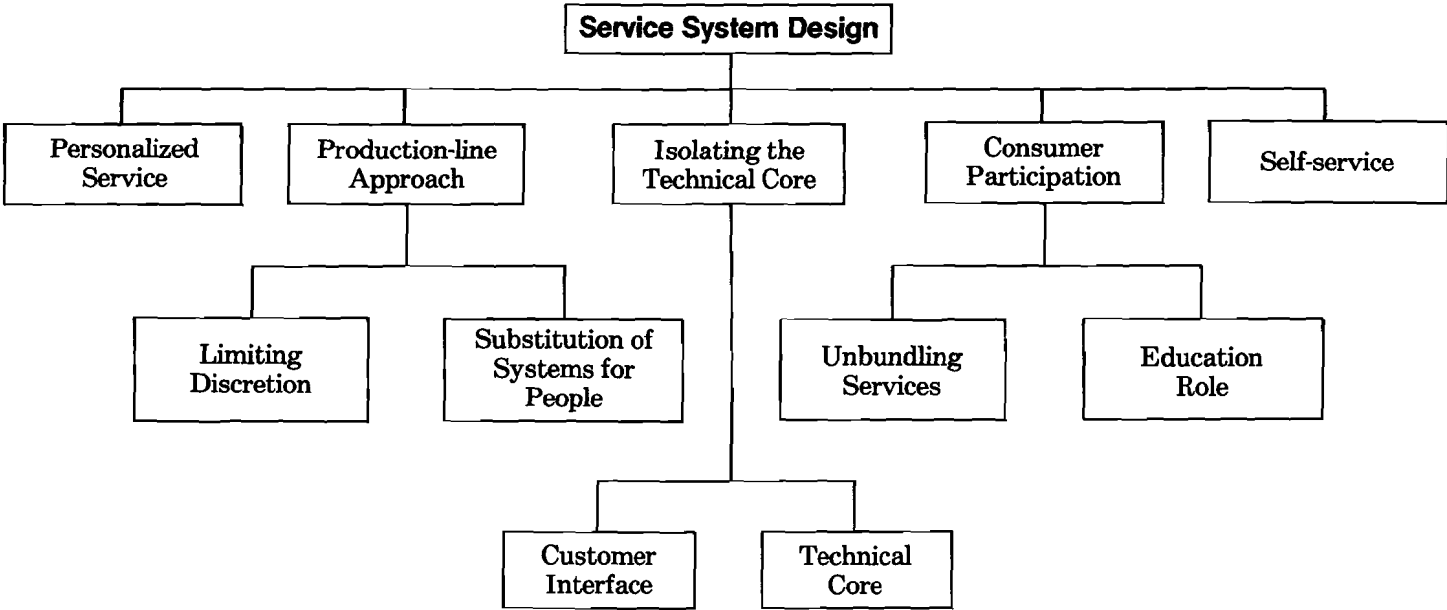 Service System Design
Personalized
Service
Production-line
Approach
Isolating the
Technical Core
Consumer
Participation
Self-service
Limiting
Discretion
Substitution of
Systems for
People
Unbundling
Services
Education
Role
Customer
Interface
Technical
Core